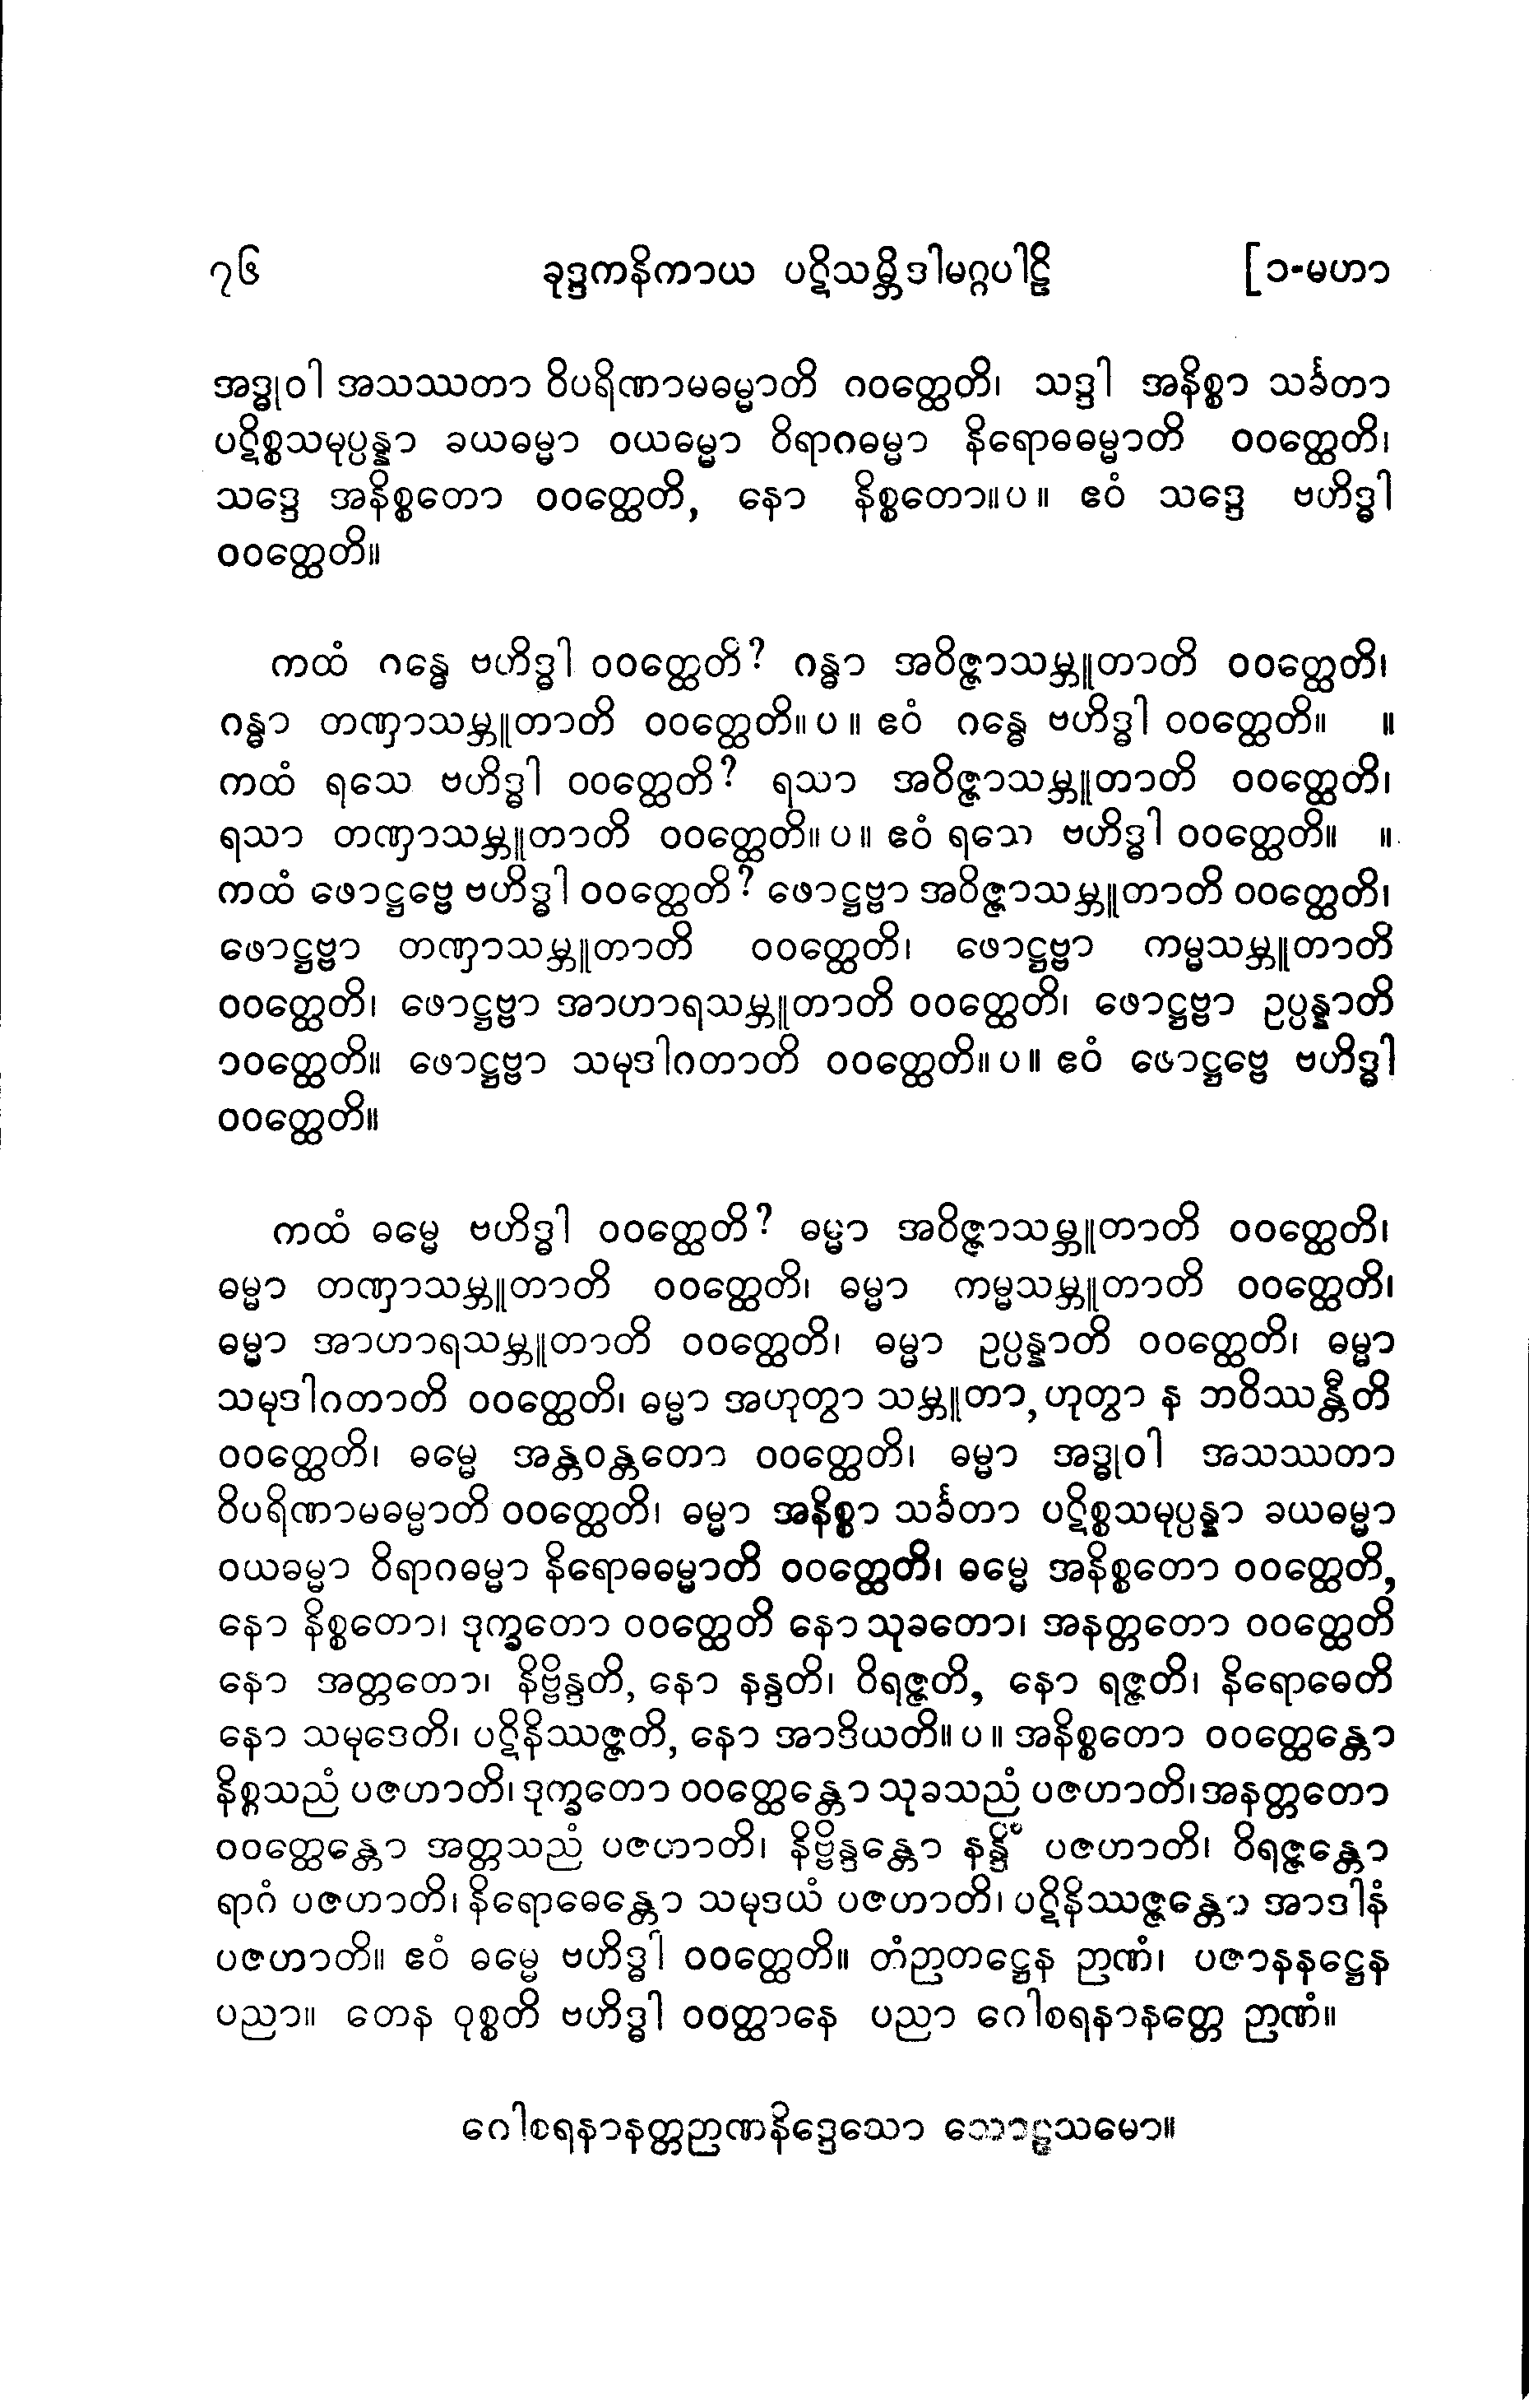 ၇၆ ခုဒ္ဒကနိကာယ ပဋိသမ္ဘိဒါမဂ္ဂပါဠိ [၁-မဟာ
အဒ္ဓုဝါ အသဿတာ ဝိပရိဏာမဓမ္မာတိ ဝဝတ္ထေတိ၊ သဒ္ဒါ အနိစ္စာ သင်္ခတာ
ပဋိစ္စသမုပ္ပန္နာ ခယဓမ္မာ ဝယဓမ္မာ ဝိရာဂဓမ္မာ နိရောဓဓမ္မာတိ ဝဝတ္ထေတိ၊
သဒ္ဒေ အနိစ္စတော ဝဝတ္ထေတိ, နော နိစ္စတော။ပ။ ဧဝံ သဒ္ဒေ ဗဟိဒ္ဓါ
ဝဝတ္ထေတိ။
ကထံ ဂန္ဓေ ဗဟိဒ္ဓါ ဝဝတ္ထေတိ? ဂန္ဓာ အဝိဇ္ဇာသမ္ဘူတာတိ ဝဝတ္ထေတိ၊
ဂန္ဓာ တဏှာသမ္ဘူတာတိ ဝဝတ္ထေတိ။ပ။ ဧဝံ ဂန္ဓေ ဗဟိဒ္ဓါ ဝဝတ္ထေတိ။ ။
ကထံ ရသေ ဗဟိဒ္ဓါ ဝဝတ္ထေတိ? ရသာ အဝိဇ္ဇာသမ္ဘူတာတိ ဝဝတ္ထေတိ၊
ရသာ တဏှာသမ္ဘူတာတိ ဝဝတ္ထေတိ။ပ။ ဧဝံ ရသေ ဗဟိဒ္ဓါ ဝဝတ္ထေတိ။ ။
ကထံ ဖောဋ္ဌဗ္ဗေ ဗဟိဒ္ဓါ ဝဝတ္ထေတိ? ဖောဋ္ဌဗ္ဗာ အဝိဇ္ဇာသမ္ဘူတာတိ ဝဝတ္ထေတိ၊
ဖောဋ္ဌဗ္ဗာ တဏှာသမ္ဘူတာတိ ဝဝတ္ထေတိ၊ ဖောဋ္ဌဗ္ဗာ ကမ္မသမ္ဘူတာတိ
ဝဝတ္ထေတိ၊ ဖောဋ္ဌဗ္ဗာ အာဟာရသမ္ဘူတာတိ ဝဝတ္ထေတိ၊ ဖောဋ္ဌဗ္ဗာ ဥပ္ပန္နာတိ
ဝဝတ္ထေတိ။ ဖောဋ္ဌဗ္ဗာ သမုဒါဂတာတိ ဝဝတ္ထေတိ။ပ။ ဧဝံ ဖောဋ္ဌဗ္ဗေ ဗဟိဒ္ဓါ
ဝဝတ္ထေတိ။
ကထံ ဓမ္မေ ဗဟိဒ္ဓါ ဝဝတ္ထေတိ? ဓမ္မာ အဝိဇ္ဇာသမ္ဘူတာတိ ဝဝတ္ထေတိ၊
ဓမ္မာ တဏှာသမ္ဘူတာတိ ဝဝတ္ထေတိ၊ ဓမ္မာ ကမ္မသမ္ဘူတာတိ ဝဝတ္ထေတိ၊
ဓမ္မာ အာဟာရသမ္ဘူတာတိ ဝဝတ္ထေတိ၊ ဓမ္မာ ဥပ္ပန္နာတိ ဝဝတ္ထေတိ၊ ဓမ္မာ
သမုဒါဂတာတိ ဝဝတ္ထေတိ၊ ဓမ္မာ အဟုတွာ သမ္ဘူတာ, ဟုတွာ န ဘဝိဿန္တီတိ
ဝဝတ္ထေတိ၊ ဓမ္မေ အန္တဝန္တတော ဝဝတ္ထေတိ၊ ဓမ္မာ အဒ္ဓုဝါ အသဿတာ
ဝိပရိဏာမဓမ္မာတိ ဝဝတ္ထေတိ၊ ဓမ္မာ အနိစ္စာ သင်္ခတာ ပဋိစ္စသမုပ္ပန္နာ ခယဓမ္မာ
ဝယဓမ္မာ ဝိရာဂဓမ္မာ နိရောဓဓမ္မာတိ ဝဝတ္ထေတိ၊ ဓမ္မေ အနိစ္စတော ဝဝတ္ထေတိ,
နော နိစ္စတော၊ ဒုက္ခတော ဝဝတ္ထေတိ နော သုခတော၊ အနတ္တတော ဝဝတ္ထေတိ
နော အတ္တတော၊ နိဗ္ဗိန္ဒတိ, နော နန္ဒတိ၊ ဝိရဇ္ဇတိ, နော ရဇ္ဇတိ၊ နိရောဓေတိ
နော သမုဒေတိ၊ ပဋိနိဿဇ္ဇတိ, နော အာဒိယတိ။ပ။ အနိစ္စတော ဝဝတ္ထေန္တော
နိစ္စသညံ ပဇဟာတိ၊ ဒုက္ခတော ဝဝတ္ထေန္တော သုခသညံ ပဇဟာတိ၊ အနတ္တတော
ဝဝတ္ထေန္တော အတ္တသညံ ပဇဟာတိ၊ နိဗ္ဗိန္ဒန္တော နန္ဒိံ ပဇဟာတိ၊ ဝိရဇ္ဇန္တော
ရာဂံ ပဇဟာတိ၊ နိရောဓေန္တော သမုဒယံ ပဇဟာတိ၊ ပဋိနိဿဇ္ဇန္တော အာဒါနံ
ပဇဟာတိ။ ဧဝံ ဓမ္မေ ဗဟိဒ္ဓါ ဝဝတ္ထေတိ။ တံဉာတဋ္ဌေန ဉာဏံ၊ ပဇာနနဋ္ဌေန
ပညာ။ တေန ဝုစ္စတိ ဗဟိဒ္ဓါ ဝဝတ္ထာနေ ပညာ ဂေါစရနာနတ္တေ ဉာဏံ။
ဂေါစရနာနတ္တဉာဏနိဒ္ဒေသော သောဠသမော။